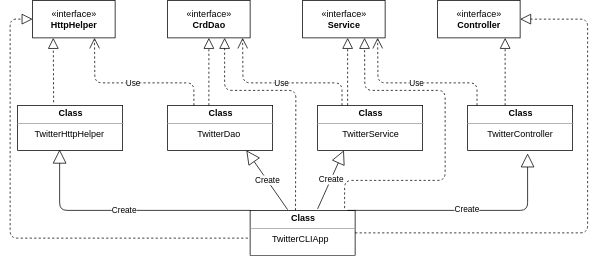 «interface»
HttpHelper
«interface»
CrdDao
«interface»
Service
«interface»
Controller
Use
Use
Use
Class
TwitterHttpHelper
Class
TwitterDao
Class
TwitterService
Class
TwitterController
Create
Create
Create
Create
Class
TwitterCLIApp